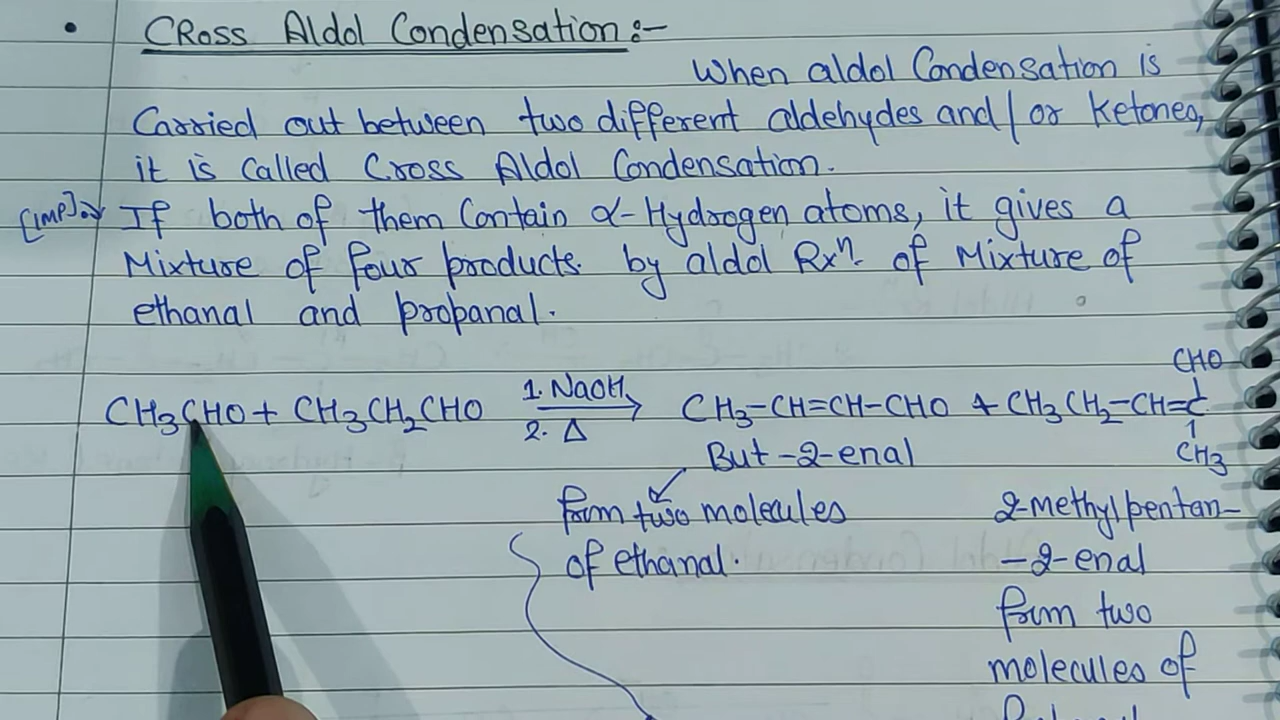 • CRoss Aldol Condensation :-
When aldol Condensation is
Carried out between two different aldehydes and/or Ketones,
it is Called Cross Aldol Condensation.
[IMP] If both of them Contain α-Hydrogen atoms, it gives a
Mixture of four products. by aldol Rxⁿ. of Mixture of
ethanal and propanal.
CHO
CH₃CHO + CH₃CH₂CHO 1. NaOH 2. Δ → CH₃-CH=CH-CHO + CH₃CH₂-CH=C
CH₃
But-2-enal
from two molecules
of ethanal.
2-methylpentan-
-2-enal
from two
molecules of